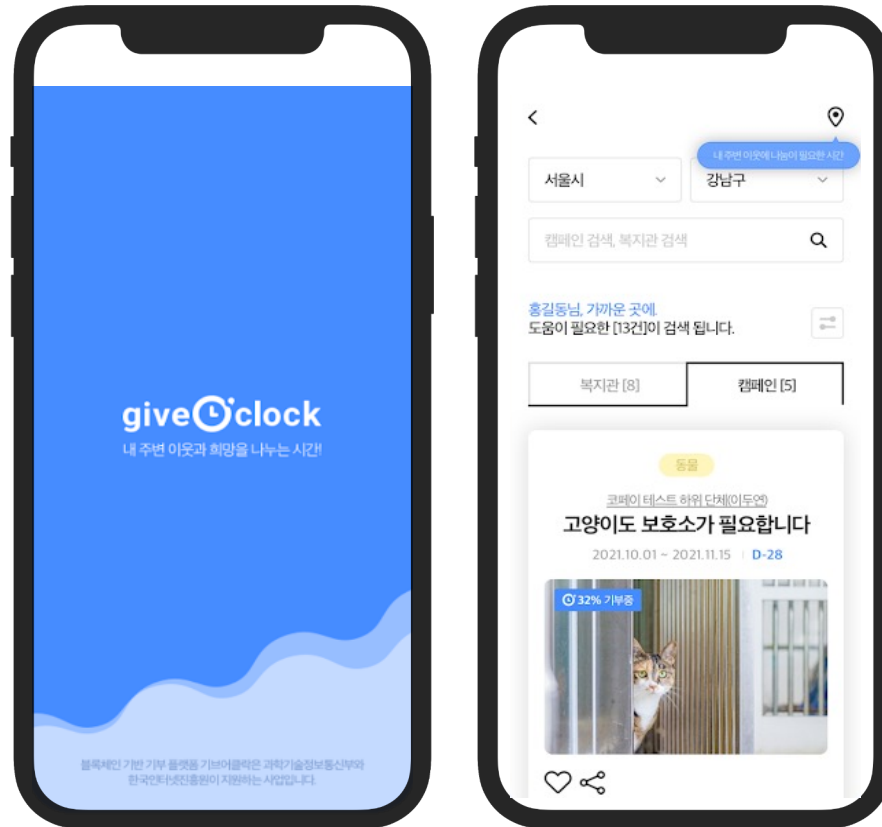 giveO'clock
내 주변 이웃과 희망을 나누는 시간!
블록체인 기반 기부 플랫폼 기브어클락은 과학기술정보통신부와
한국인터넷진흥원이 지원하는 사업입니다.
내 주변 이웃에 나눔이 필요한 시간
서울시
강남구
캠페인 검색, 복지관 검색
홍길동님, 가까운 곳에.
도움이 필요한 [13건]이 검색 됩니다.
복지관 [8]
캠페인 [5]
동물
코페이 테스트 하위 단체(이두연)
고양이도 보호소가 필요합니다
2021.10.01 ~ 2021.11.15 | D-28
32% 기부중